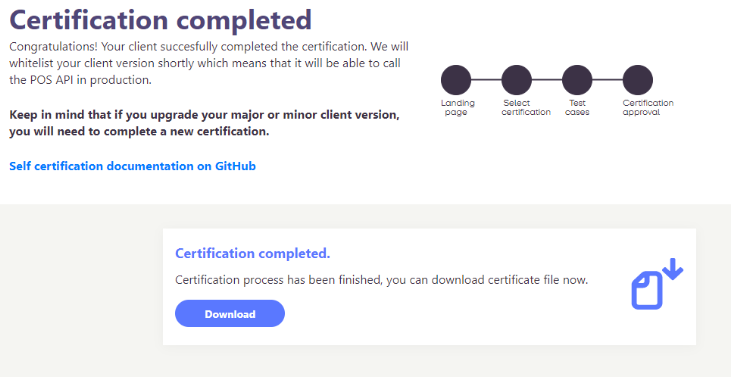 Certification completed
Congratulations! Your client succesfully completed the certification. We will
whitelist your client version shortly which means that it will be able to call
the POS API in production.
Keep in mind that if you upgrade your major or minor client version,
you will need to complete a new certification.
Self certification documentation on GitHub
Landing
page
Select
certification
Test
cases
Certification
approval
Certification completed.
Certification process has been finished, you can download certificate file now.
Download